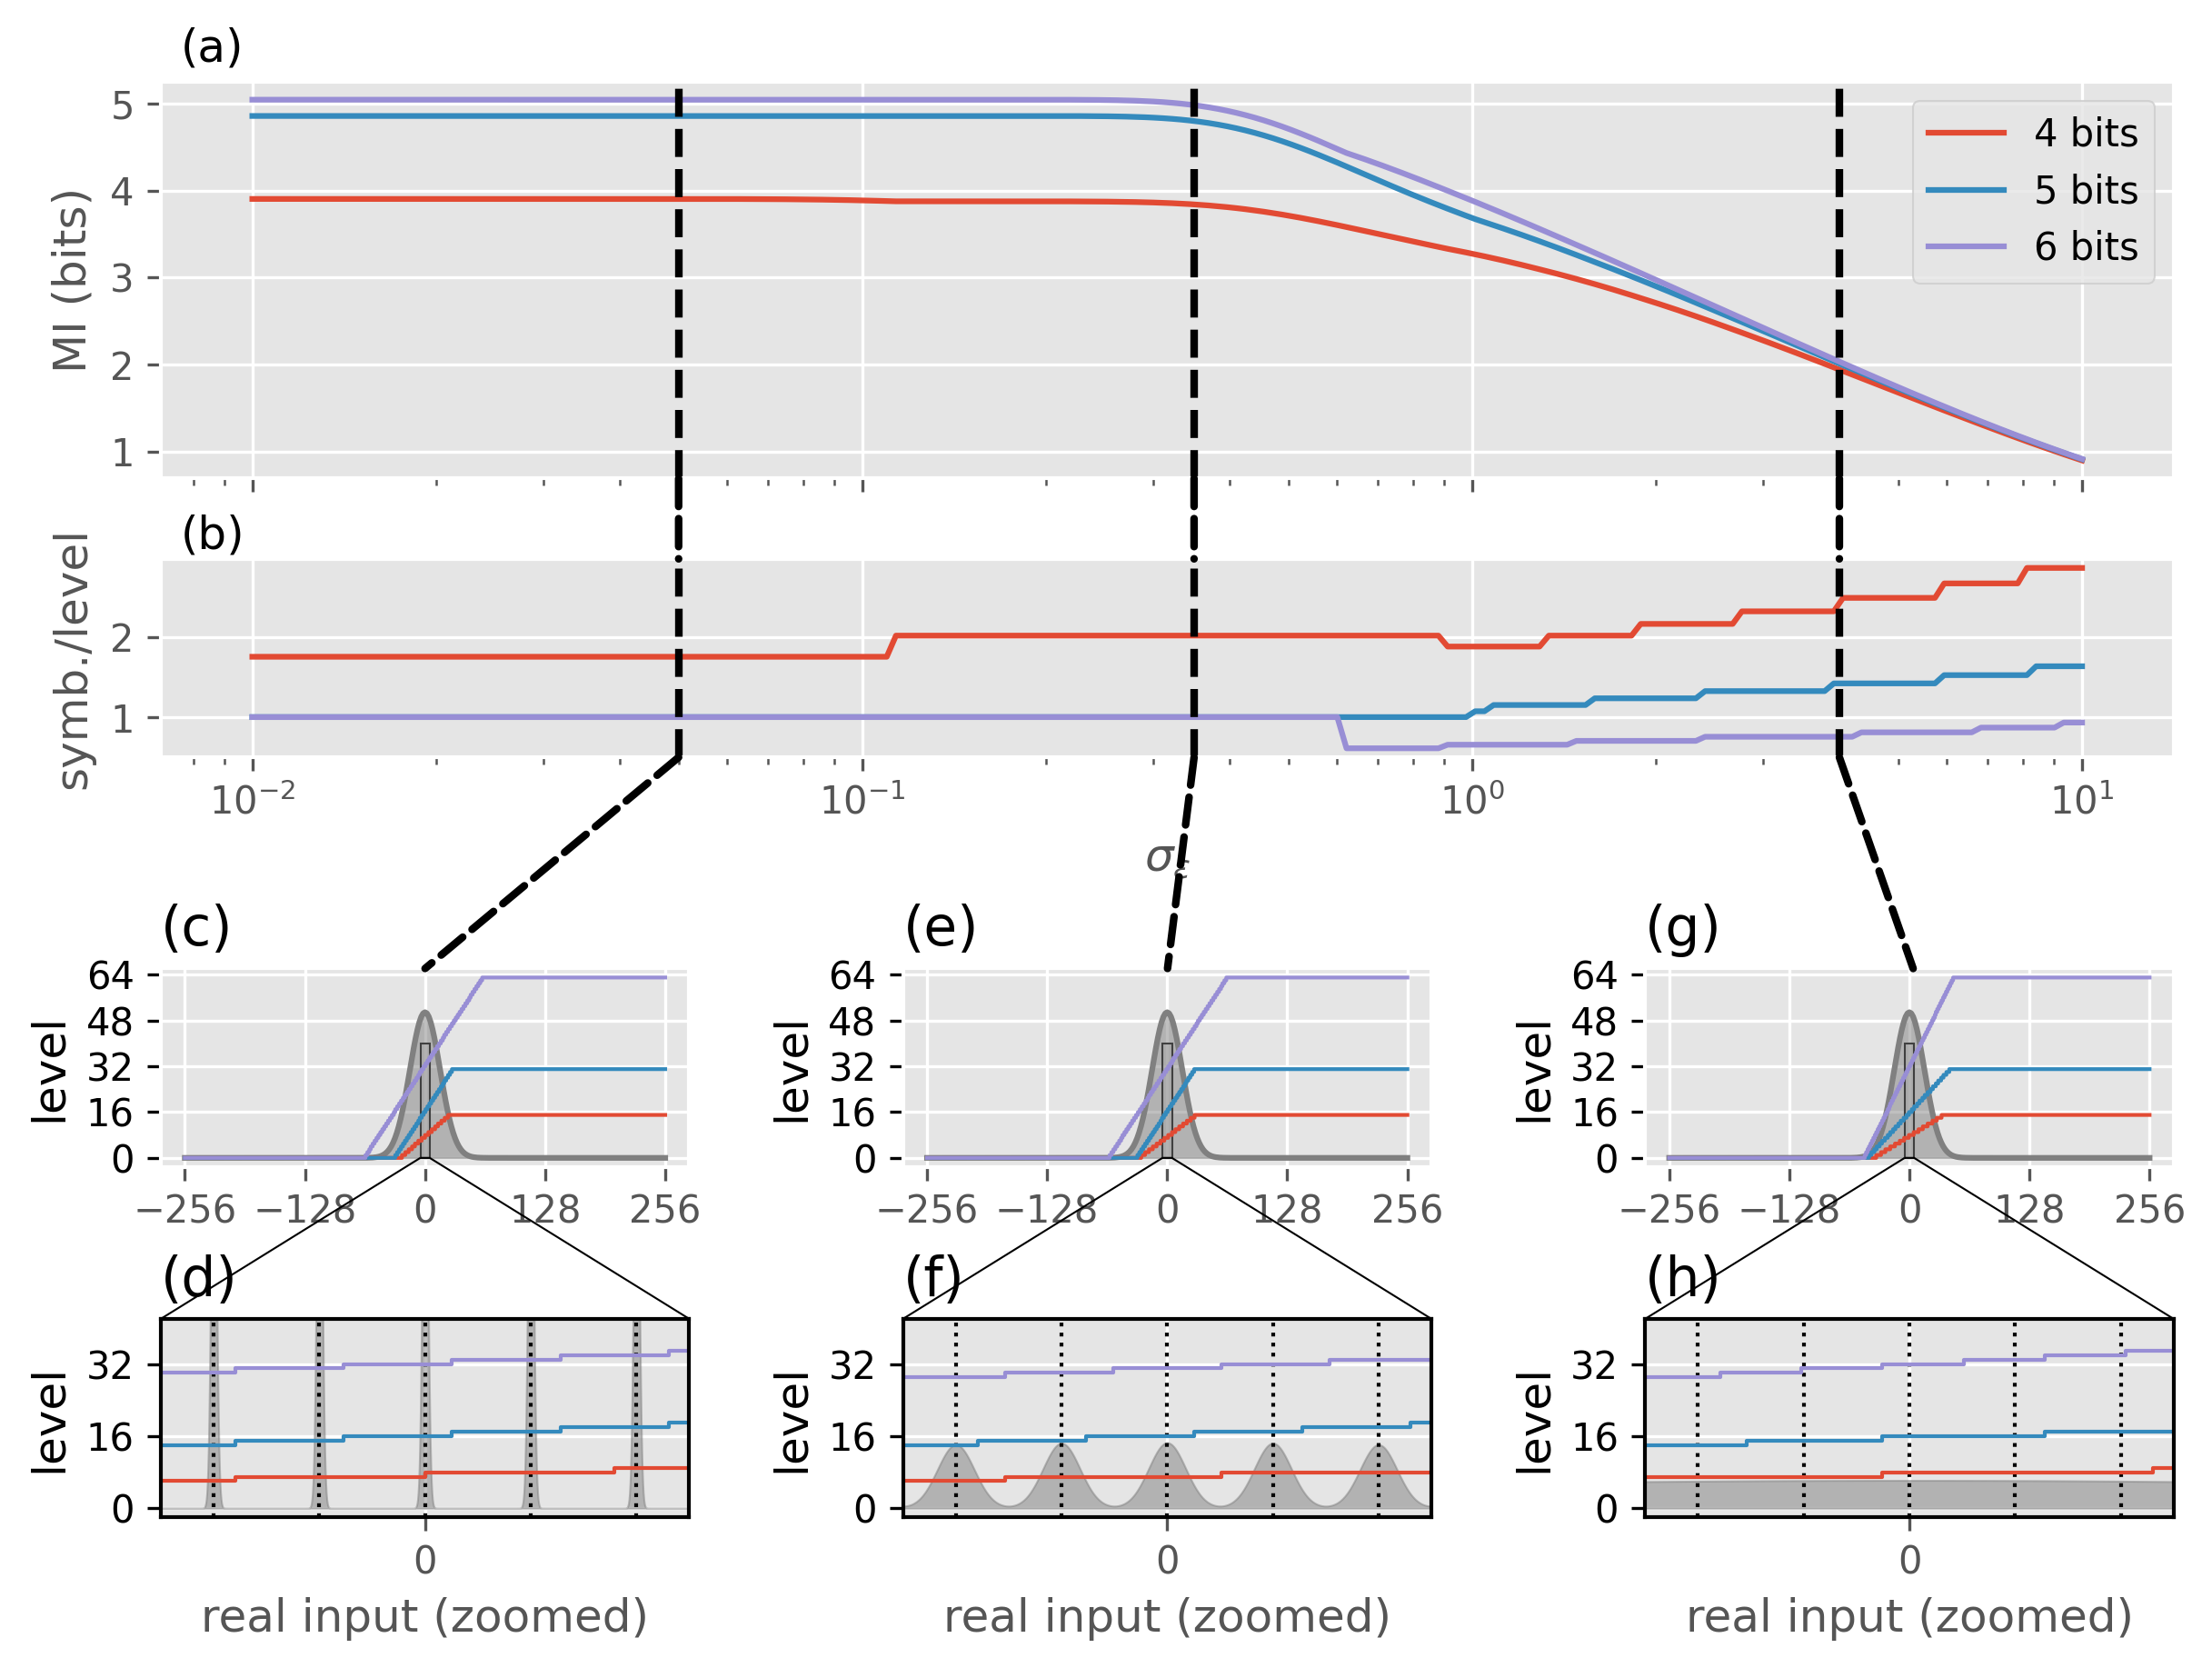 (a)
MI (bits)
5
4
3
2
1
4 bits
5 bits
6 bits
(b)
symb./level
2
1
10⁻²
10⁻¹
10⁰
10¹
(c)
level
64
48
32
16
0
−256 −128 0 128 256
(e)
level
64
48
32
16
0
−256 −128 0 128 256
(g)
level
64
48
32
16
0
−256 −128 0 128 256
(d)
level
32
16
0
0
real input (zoomed)
(f)
level
32
16
0
0
real input (zoomed)
(h)
level
32
16
0
0
real input (zoomed)